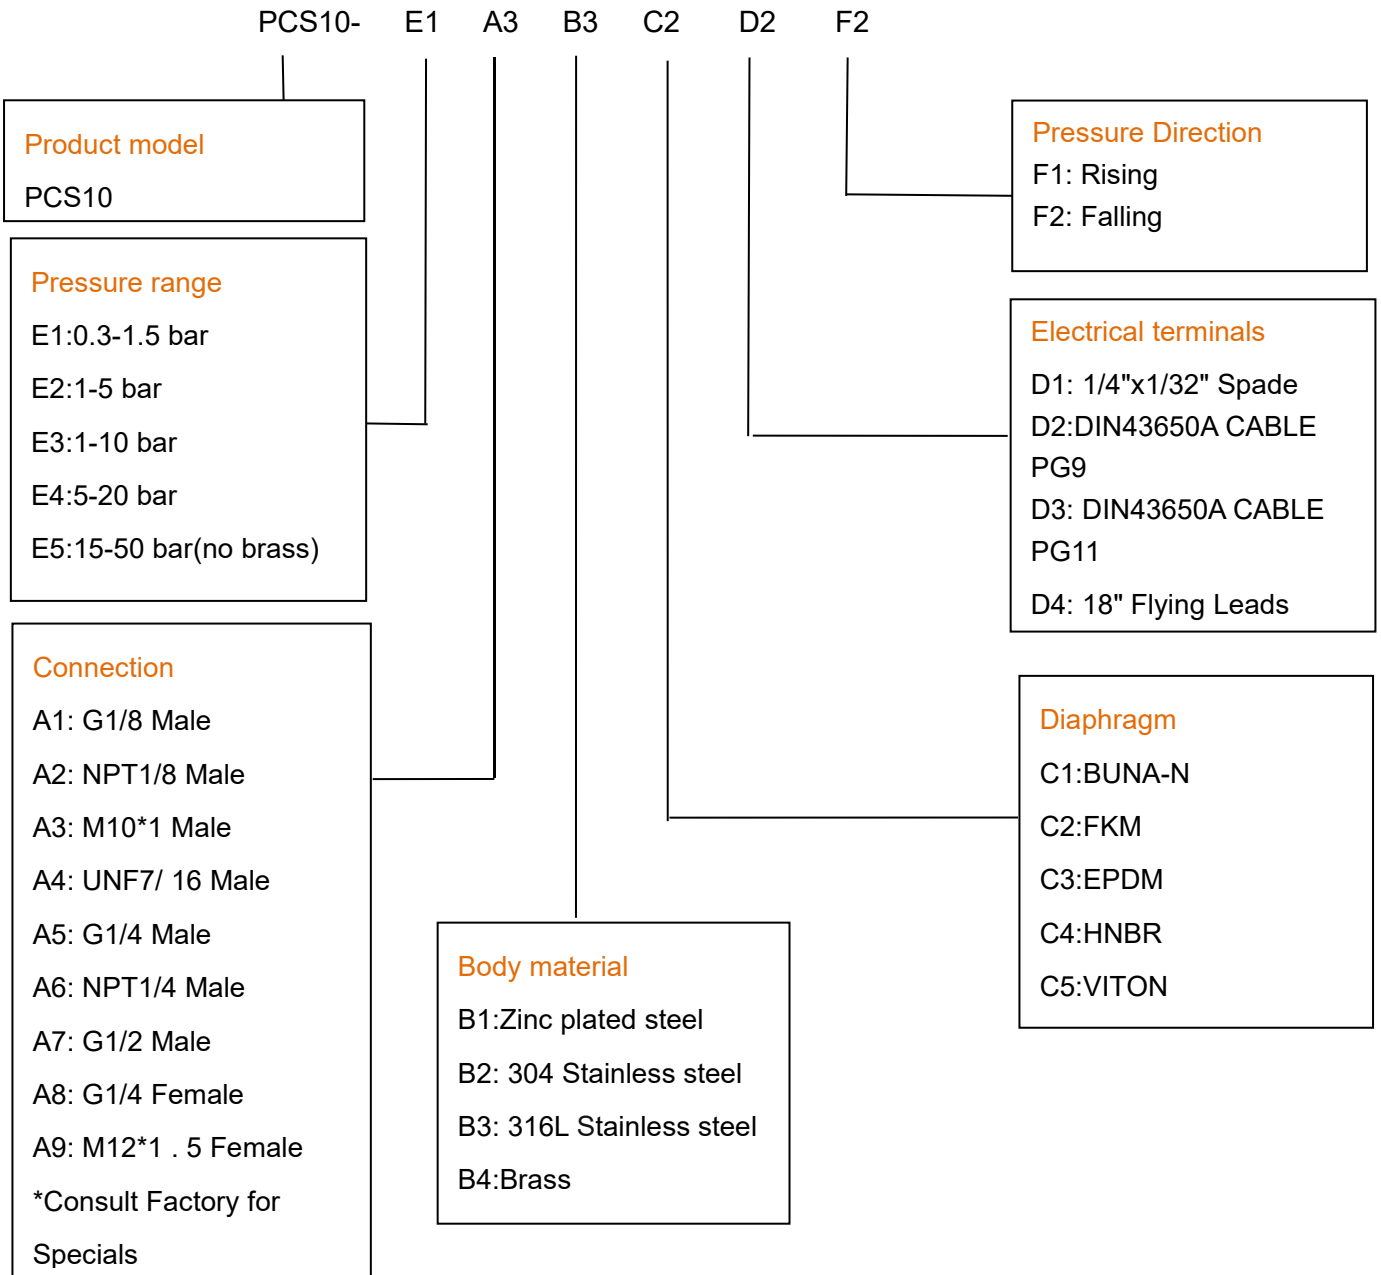 PCS10- E1 A3 B3 C2 D2 F2
Product model
PCS10
Pressure range
E1:0.3-1.5 bar
E2:1-5 bar
E3:1-10 bar
E4:5-20 bar
E5:15-50 bar(no brass)
Connection
A1: G1/8 Male
A2: NPT1/8 Male
A3: M10*1 Male
A4: UNF7/ 16 Male
A5: G1/4 Male
A6: NPT1/4 Male
A7: G1/2 Male
A8: G1/4 Female
A9: M12*1 . 5 Female
*Consult Factory for
Specials
Body material
B1:Zinc plated steel
B2: 304 Stainless steel
B3: 316L Stainless steel
B4:Brass
Pressure Direction
F1: Rising
F2: Falling
Electrical terminals
D1: 1/4"x1/32" Spade
D2:DIN43650A CABLE
PG9
D3: DIN43650A CABLE
PG11
D4: 18" Flying Leads
Diaphragm
C1:BUNA-N
C2:FKM
C3:EPDM
C4:HNBR
C5:VITON